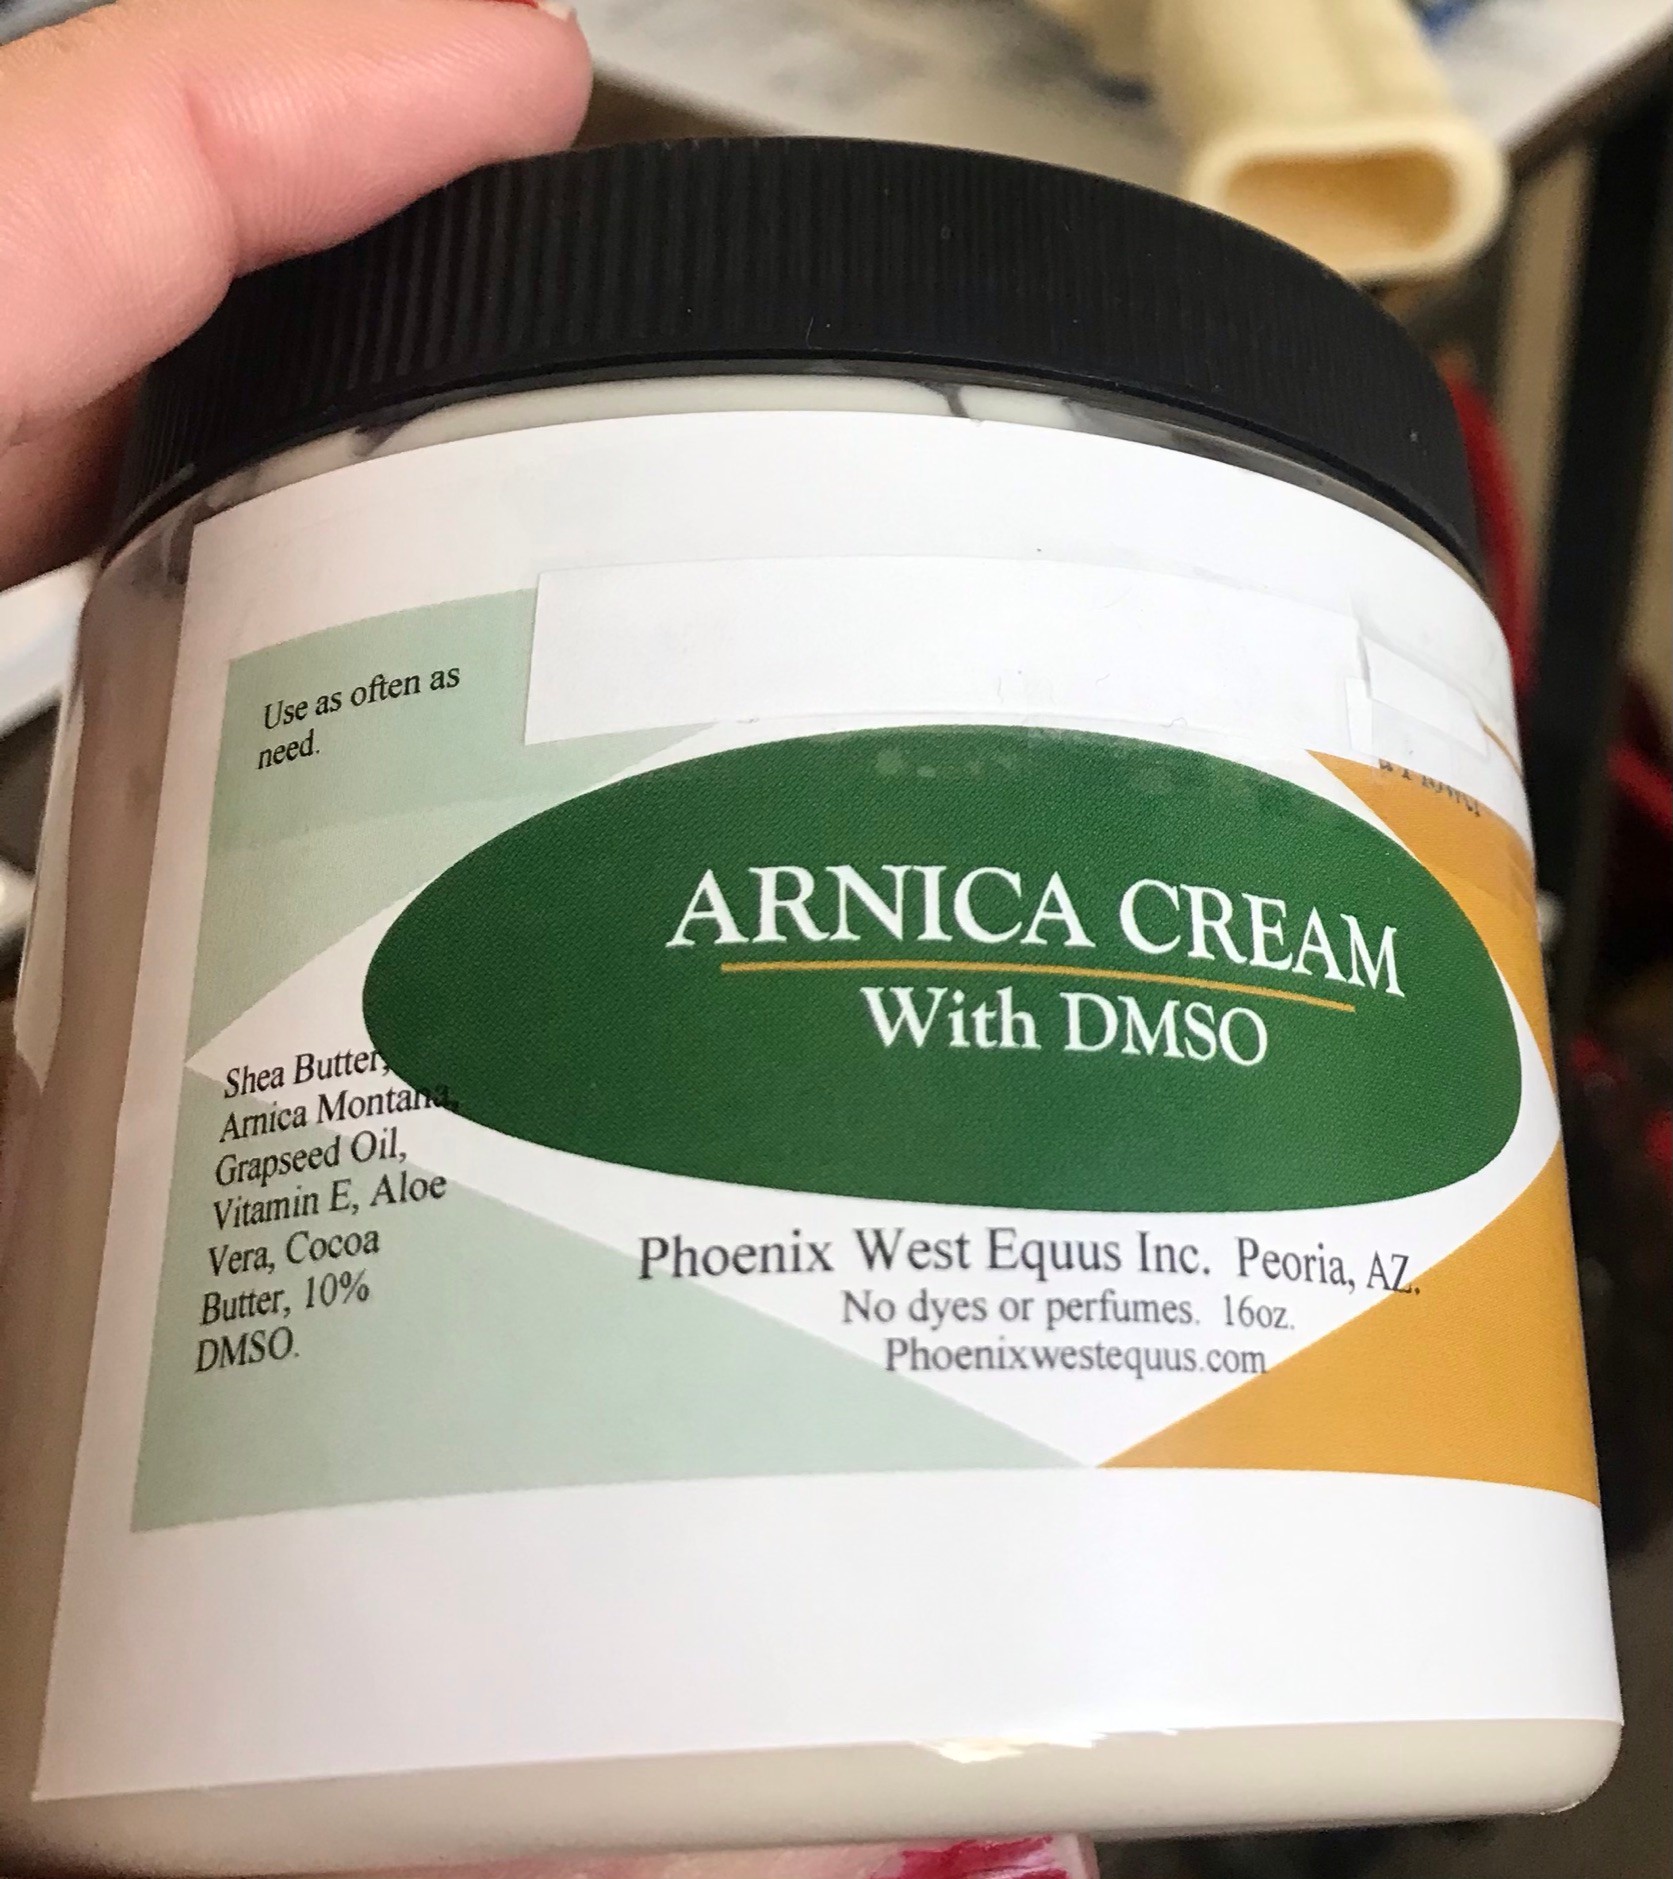 Use as often as
need.
ARNICA CREAM
With DMSO
Shea Butter,
Arnica Montana,
Grapseed Oil,
Vitamin E, Aloe
Vera, Cocoa
Butter, 10%
DMSO.
Phoenix West Equus Inc. Peoria, AZ.
No dyes or perfumes. 16oz.
Phoenixwestequus.com